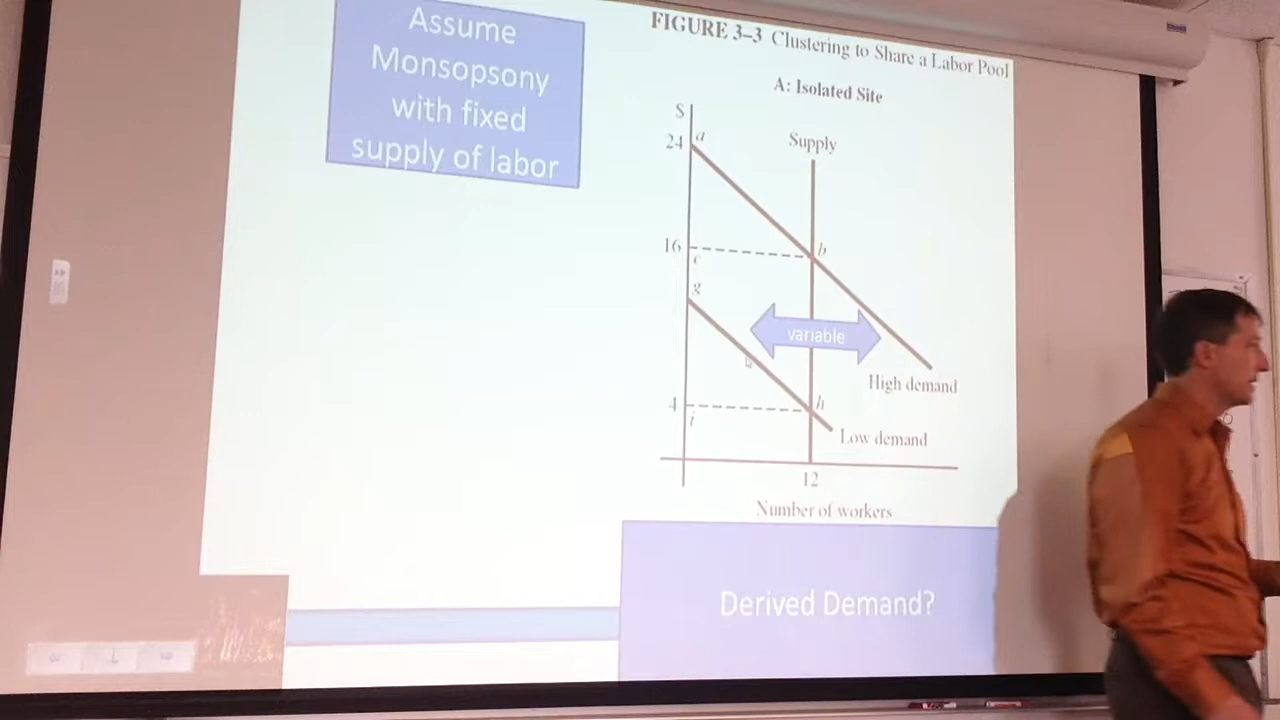 Assume
Monsopsony
with fixed
supply of labor
FIGURE 3–3 Clustering to Share a Labor Pool
A: Isolated Site
$
24
a
Supply
16
c
b
g
variable
High demand
4
i
h
Low demand
12
Number of workers
Derived Demand?